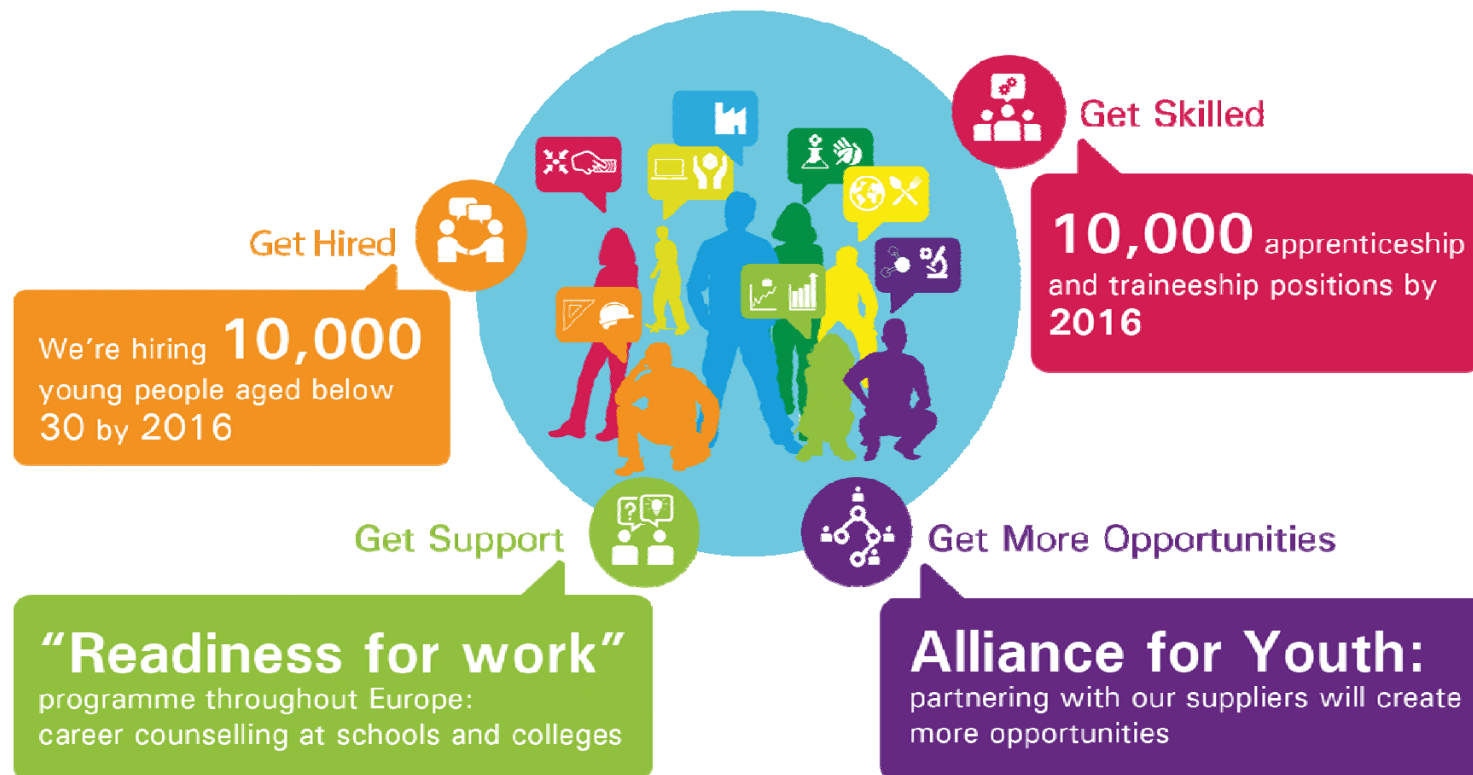 Get Skilled
10,000 apprenticeship
and traineeship positions by
2016
Get Hired
We're hiring 10,000
young people aged below
30 by 2016
Get Support
“Readiness for work”
programme throughout Europe:
career counselling at schools and colleges
Get More Opportunities
Alliance for Youth:
partnering with our suppliers will create
more opportunities